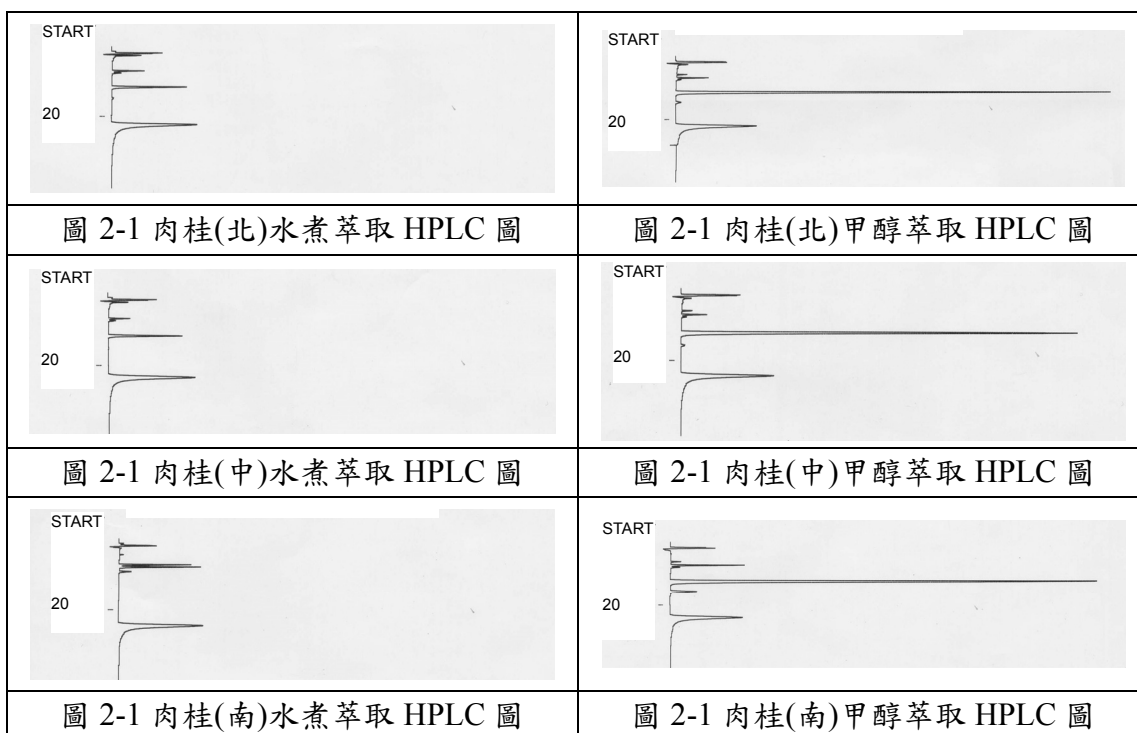 START
20
START
20
圖 2-1 肉桂(北)水煮萃取 HPLC 圖
圖 2-1 肉桂(北)甲醇萃取 HPLC 圖
START
20
START
20
圖 2-1 肉桂(中)水煮萃取 HPLC 圖
圖 2-1 肉桂(中)甲醇萃取 HPLC 圖
START
20
START
20
圖 2-1 肉桂(南)水煮萃取 HPLC 圖
圖 2-1 肉桂(南)甲醇萃取 HPLC 圖